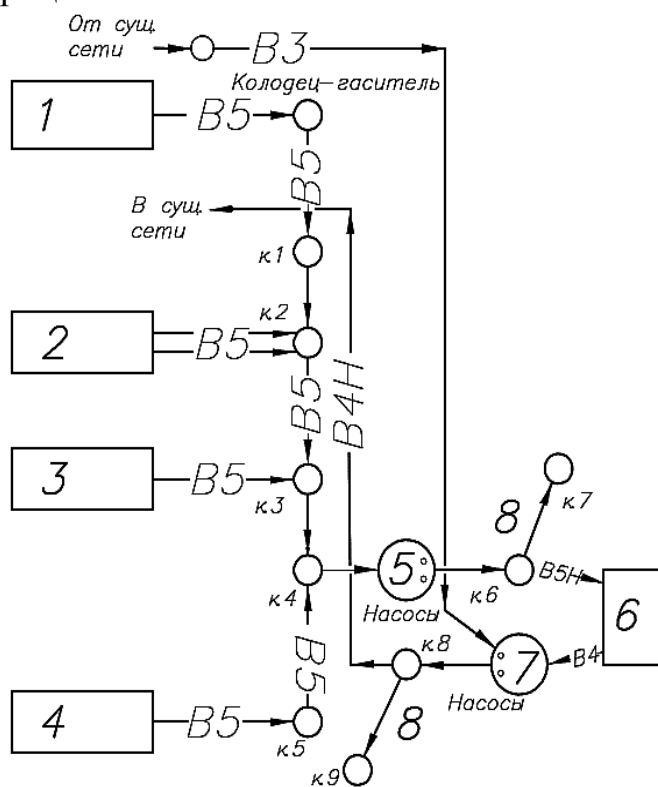 От сущ.
сети
В3
Колодец-гаситель
1
В5
В5
В сущ.
сети
к1
к2
2
В5
В5
В4Н
3
В5
к3
к7
8
5
к4
Насосы
к6
В5Н
6
В5
к8
7
В4
Насосы
4
В5
к5
8
к9